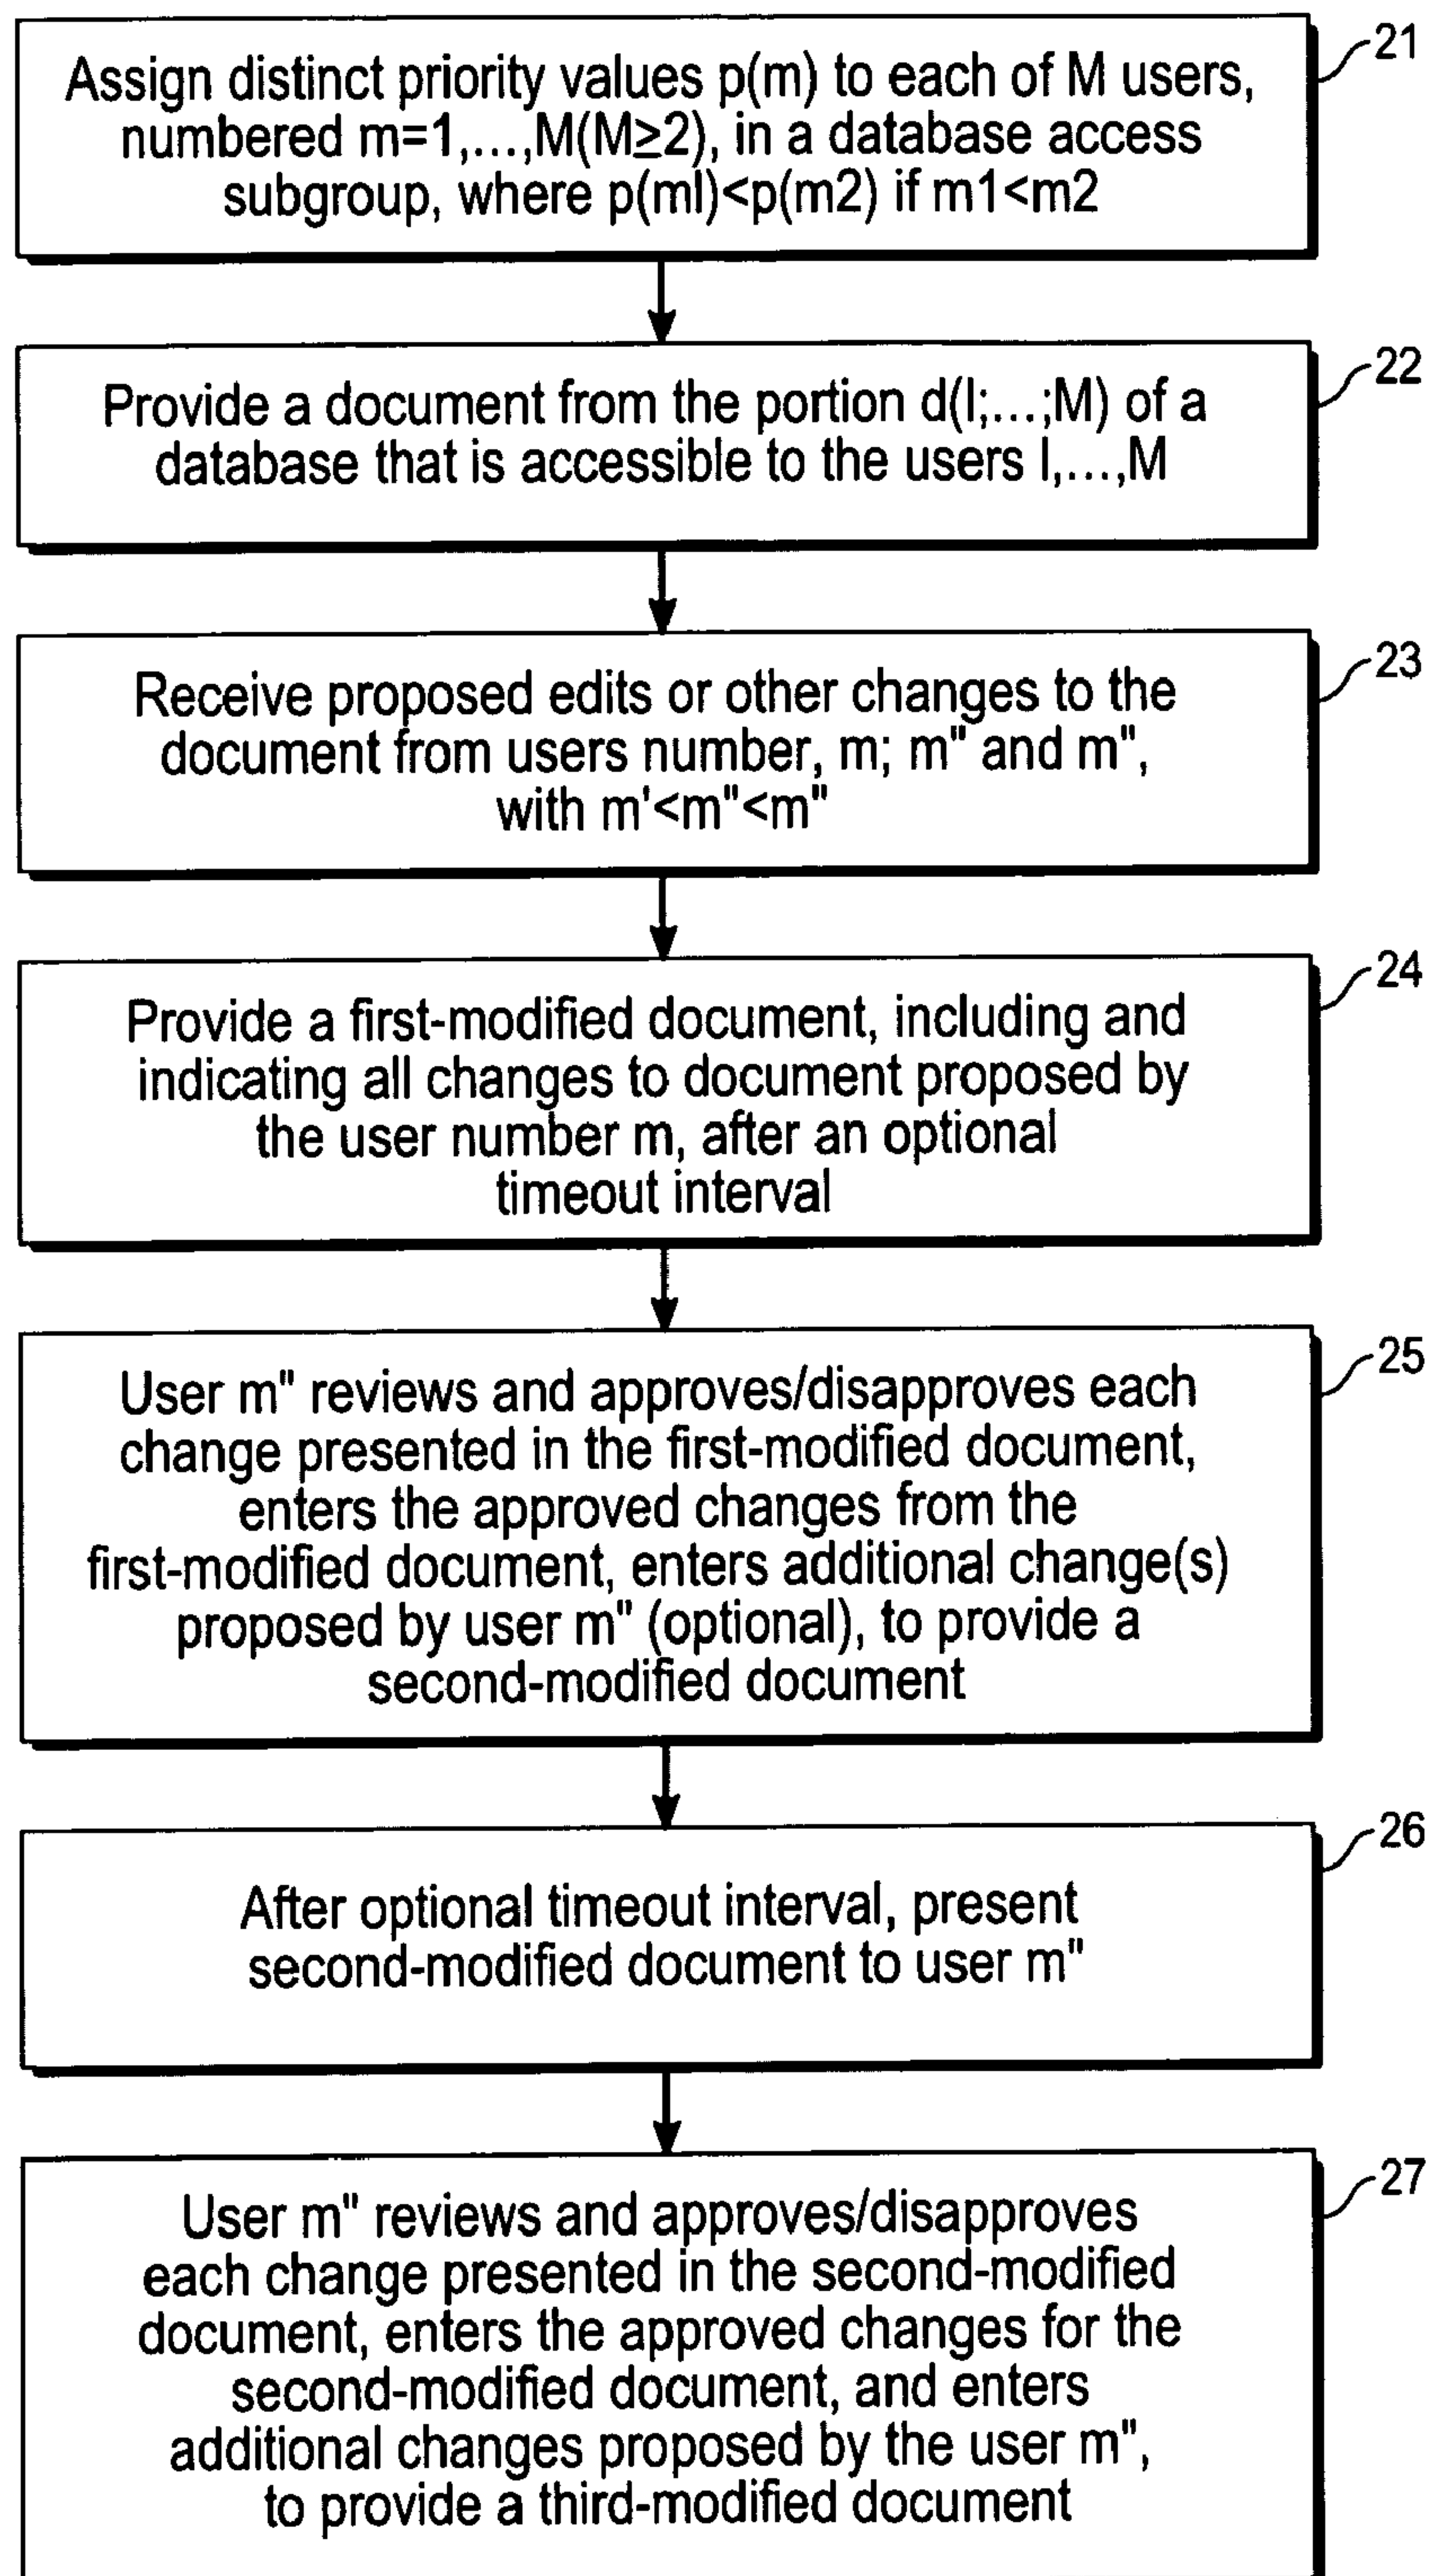 21
Assign distinct priority values p(m) to each of M users,
numbered m=1,...,M(M≥2), in a database access
subgroup, where p(ml)<p(m2) if m1<m2
22
Provide a document from the portion d(l;...;M) of a
database that is accessible to the users l,...,M
23
Receive proposed edits or other changes to the
document from users number, m; m" and m",
with m'<m"<m"
24
Provide a first-modified document, including and
indicating all changes to document proposed by
the user number m, after an optional
timeout interval
25
User m" reviews and approves/disapproves each
change presented in the first-modified document,
enters the approved changes from the
first-modified document, enters additional change(s)
proposed by user m" (optional), to provide a
second-modified document
26
After optional timeout interval, present
second-modified document to user m"
27
User m" reviews and approves/disapproves
each change presented in the second-modified
document, enters the approved changes for the
second-modified document, and enters
additional changes proposed by the user m",
to provide a third-modified document